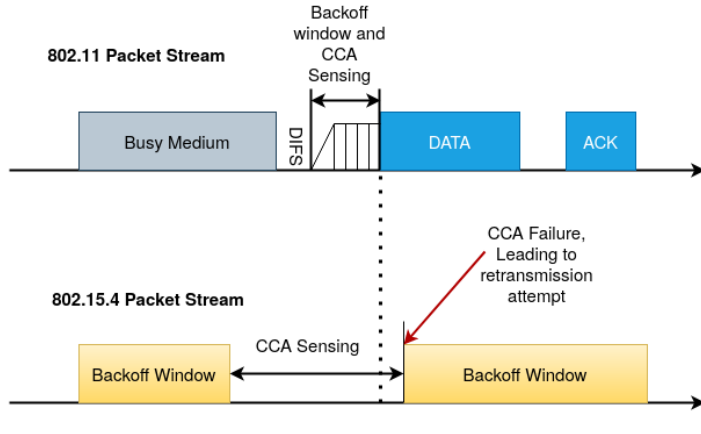 Backoff
window and
CCA
Sensing
802.11 Packet Stream
Busy Medium
DIFS
DATA
ACK
CCA Failure,
Leading to
retransmission
attempt
802.15.4 Packet Stream
CCA Sensing
Backoff Window
Backoff Window